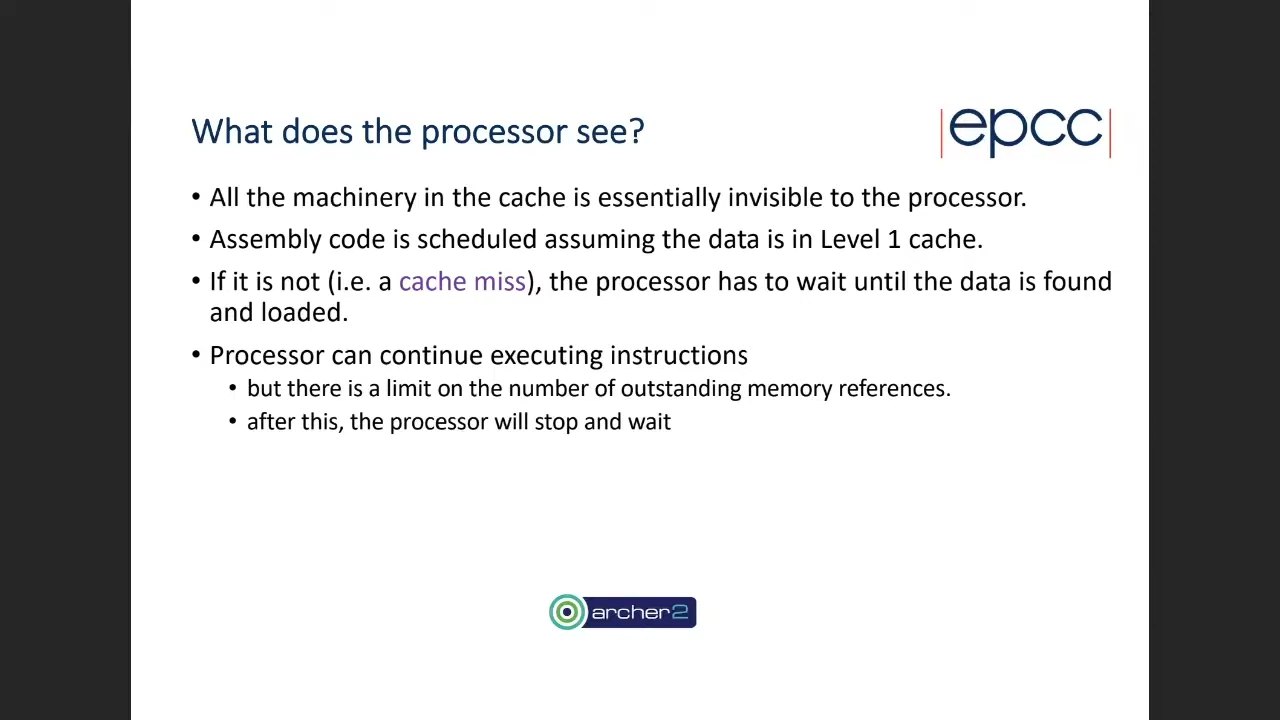 What does the processor see?
|epcc|
• All the machinery in the cache is essentially invisible to the processor.
• Assembly code is scheduled assuming the data is in Level 1 cache.
• If it is not (i.e. a cache miss), the processor has to wait until the data is found
and loaded.
• Processor can continue executing instructions
• but there is a limit on the number of outstanding memory references.
• after this, the processor will stop and wait
archer2